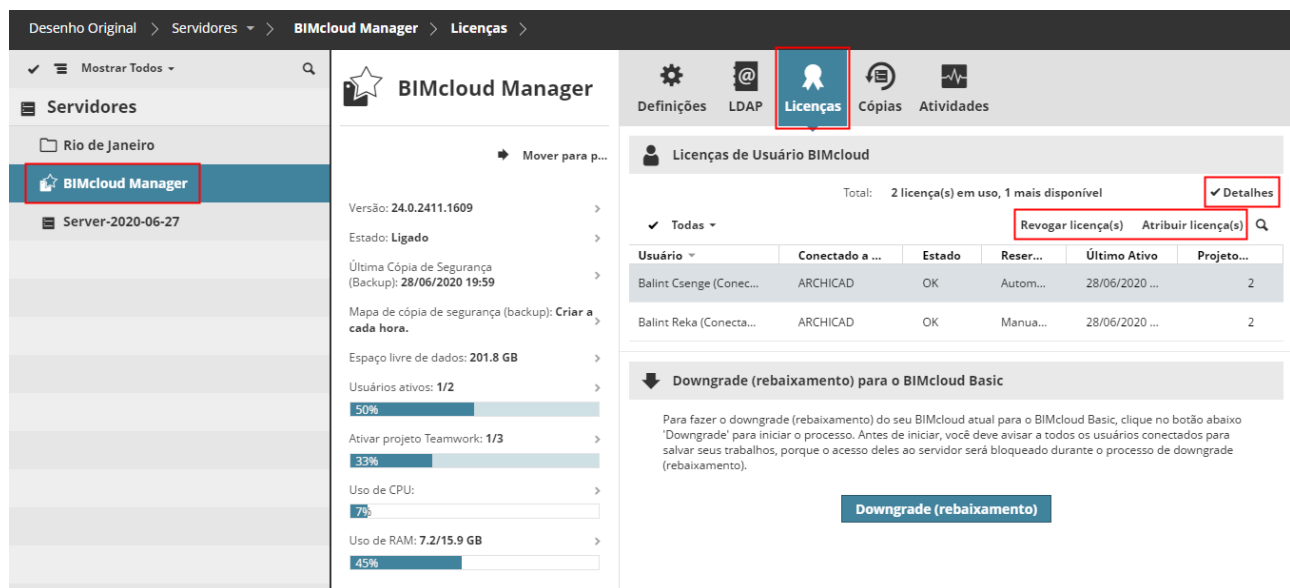 Desenho Original > Servidores > BIMcloud Manager > Licenças >
Mostrar Todos
Servidores
Rio de Janeiro
BIMcloud Manager
Server-2020-06-27
BIMcloud Manager
Mover para p...
Versão: 24.0.2411.1609
Estado: Ligado
Última Cópia de Segurança
(Backup): 28/06/2020 19:59
Mapa de cópia de segurança (backup): Criar a
cada hora.
Espaço livre de dados: 201.8 GB
Usuários ativos: 1/2
50%
Ativar projeto Teamwork: 1/3
33%
Uso de CPU:
7%
Uso de RAM: 7.2/15.9 GB
45%
Definições LDAP Licenças Cópias Atividades
Licenças de Usuário BIMcloud
Total: 2 licença(s) em uso, 1 mais disponível Detalhes
Todas Revogar licença(s) Atribuir licença(s)
Usuário Conectado a ... Estado Reser... Último Ativo Projeto...
Balint Csenge (Conec... ARCHICAD OK Autom... 28/06/2020 ... 2
Balint Reka (Conecta... ARCHICAD OK Manua... 28/06/2020 ... 2
Downgrade (rebaixamento) para o BIMcloud Basic
Para fazer o downgrade (rebaixamento) do seu BIMcloud atual para o BIMcloud Basic, clique no botão abaixo
'Downgrade' para iniciar o processo. Antes de iniciar, você deve avisar a todos os usuários conectados para
salvar seus trabalhos, porque o acesso deles ao servidor será bloqueado durante o processo de downgrade
(rebaixamento).
Downgrade (rebaixamento)